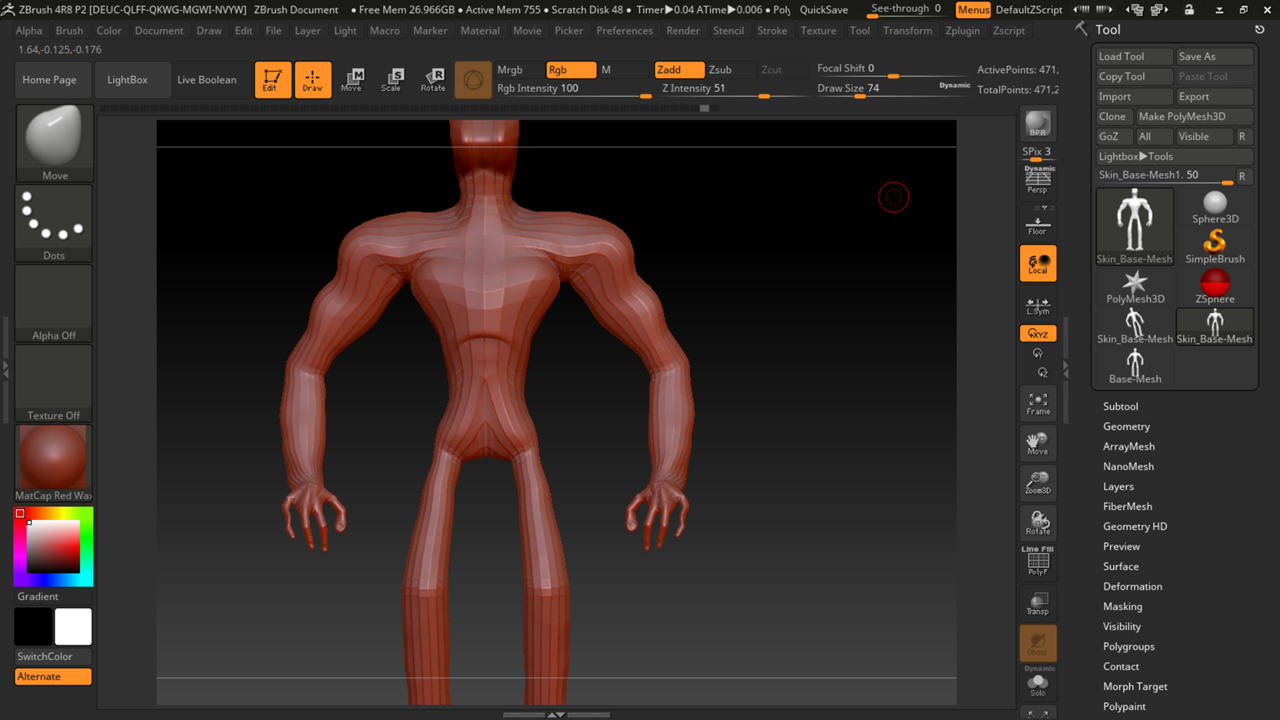 ZBrush 4R8 P2 [DEUC-QLFF-QKWG-MGWI-NVYW] ZBrush Document • Free Mem 26.966GB • Active Mem 755 • Scratch Disk 48 • Timer▶0.04 ATime▶0.006 • Pol QuickSave See-through 0 Menus DefaultZScript
Alpha Brush Color Document Draw Edit File Layer Light Macro Marker Material Movie Picker Preferences Render Stencil Stroke Texture Tool Transform Zplugin Zscript
1.64,-0.125,-0.176
Home Page LightBox Live Boolean Edit Draw Move Scale Rotate
Mrgb Rgb M Zadd Zsub Zcut Focal Shift 0 ActivePoints: 471,
Rgb Intensity 100 Z Intensity 51 Draw Size 74 Dynamic TotalPoints: 471,2
Move
Dots
Alpha Off
Texture Off
MatCap Red Wax
Gradient
SwitchColor
Alternate
BPR
SPix 3
Dynamic
Persp
Floor
Local
L.Sym
XYZ
Y
Z
Frame
Move
Zoom3D
Rotate
Line Fill
PolyF
Transp
Ghost
Dynamic
Solo
Tool
Load Tool Save As
Copy Tool Paste Tool
Import Export
Clone Make PolyMesh3D
GoZ All Visible R
Lightbox▶Tools
Skin_Base-Mesh1. 50 R
Skin_Base-Mesh Sphere3D
SimpleBrush
PolyMesh3D ZSphere
Skin_Base-Mesh Skin_Base-Mesh
Base-Mesh
Subtool
Geometry
ArrayMesh
NanoMesh
Layers
FiberMesh
Geometry HD
Preview
Surface
Deformation
Masking
Visibility
Polygroups
Contact
Morph Target
Polypaint